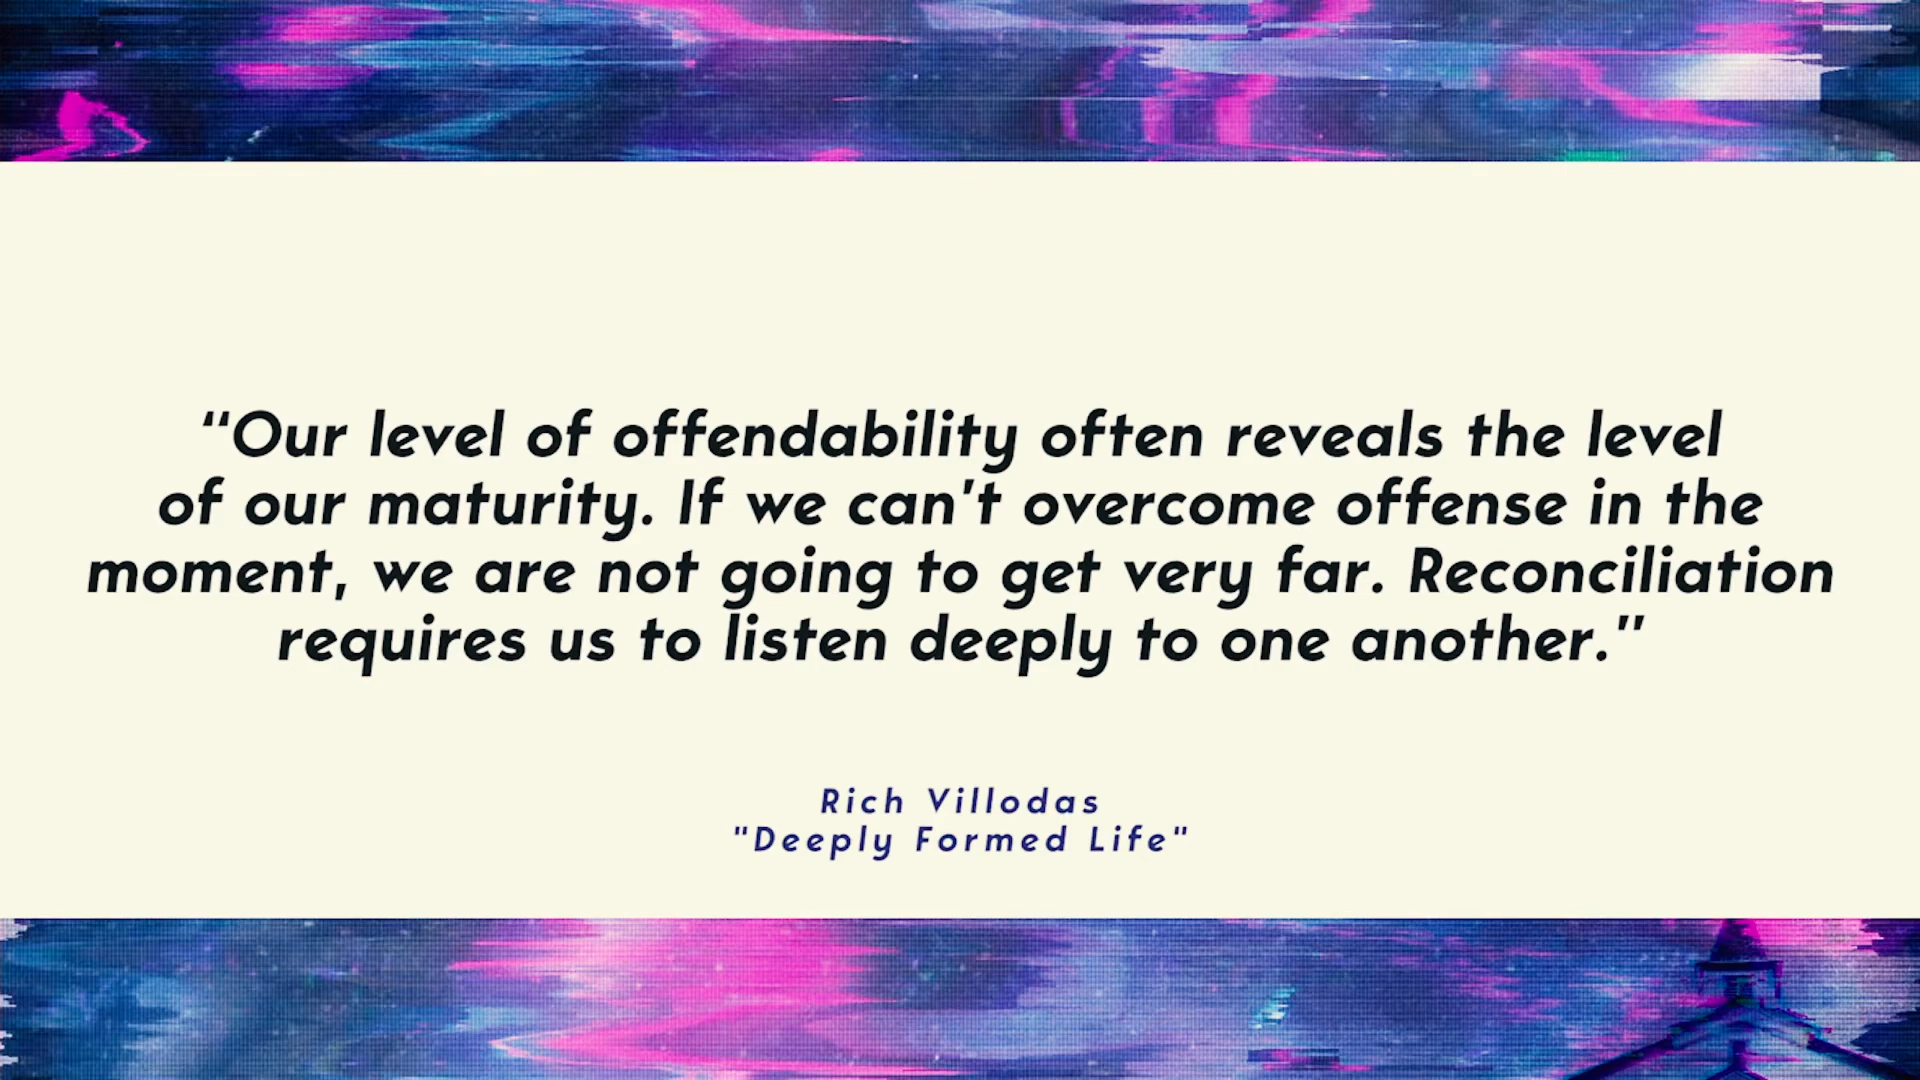 “Our level of offendability often reveals the level
of our maturity. If we can't overcome offense in the
moment, we are not going to get very far. Reconciliation
requires us to listen deeply to one another.”
Rich Villodas
"Deeply Formed Life"